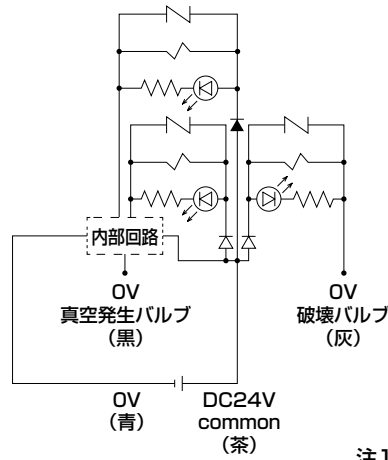 内部回路
0V
真空発生バルブ
（黒）
0V
破壊バルブ
（灰）
0V
（青）
DC24V
common
（茶）
注1